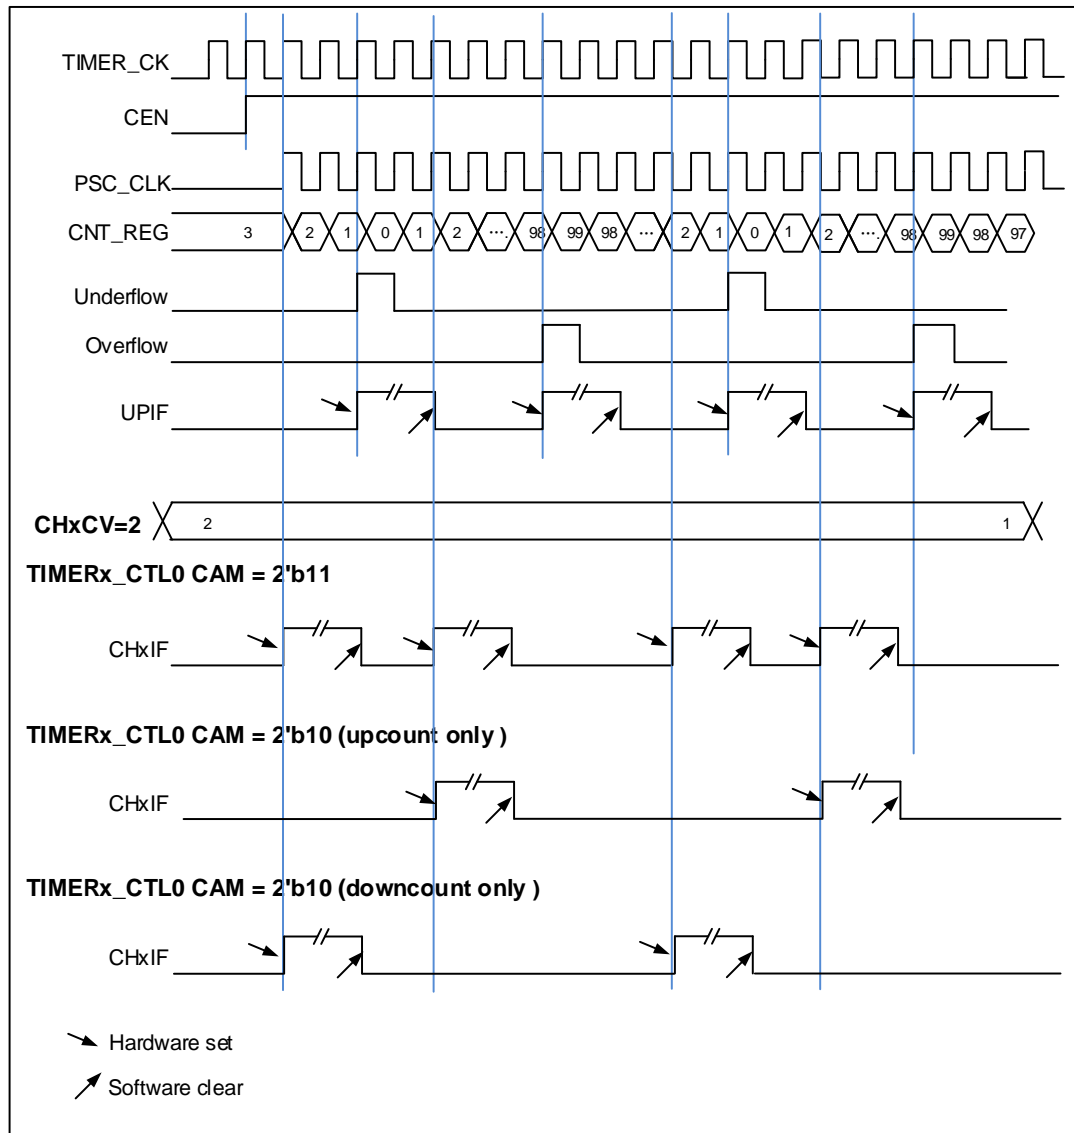 TIMER_CK
CEN
PSC_CLK
CNT_REG 3 2 1 0 1 2 .... 98 99 98 ... 2 1 0 1 2 .... 98 99 98 97
Underflow
Overflow
UPIF
CHxCV=2 2 1
TIMERx_CTL0 CAM = 2'b11
CHxIF
TIMERx_CTL0 CAM = 2'b10 (upcount only )
CHxIF
TIMERx_CTL0 CAM = 2'b10 (downcount only )
CHxIF
Hardware set
Software clear